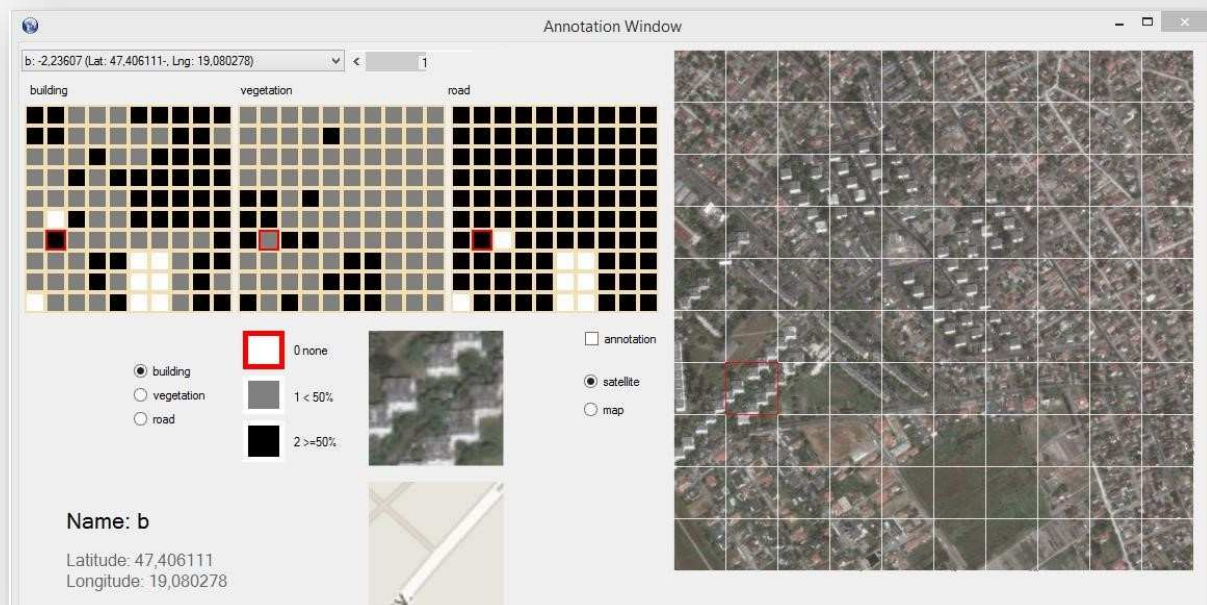 Annotation Window
b: -2,23607 (Lat: 47,406111-, Lng: 19,080278)
<
1
building
vegetation
road
building
vegetation
road
0 none
1 < 50%
2 >=50%
annotation
satellite
map
Name: b
Latitude: 47,406111
Longitude: 19,080278